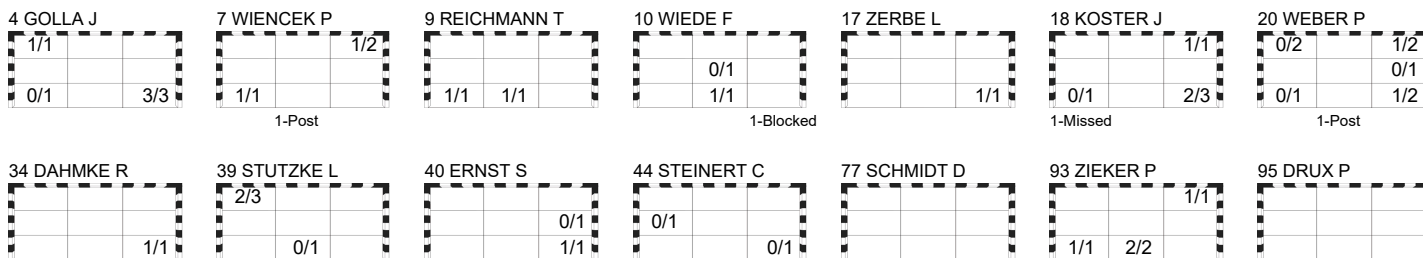 4 GOLLA J 7 WIENCEK P 9 REICHMANN T 10 WIEDE F 17 ZERBE L 18 KOSTER J 20 WEBER P
1/1 1/2 1/1 0/2 1/2
0/1 0/1
0/1 3/3 1/1 1/1 1/1 1/1 1/1 0/1 2/3 0/1 1/2
1-Post 1-Blocked 1-Missed 1-Post
34 DAHMKE R 39 STUTZKE L 40 ERNST S 44 STEINERT C 77 SCHMIDT D 93 ZIEKER P 95 DRUX P
2/3 1/1
0/1 0/1
1/1 0/1 1/1 0/1 1/1 2/2